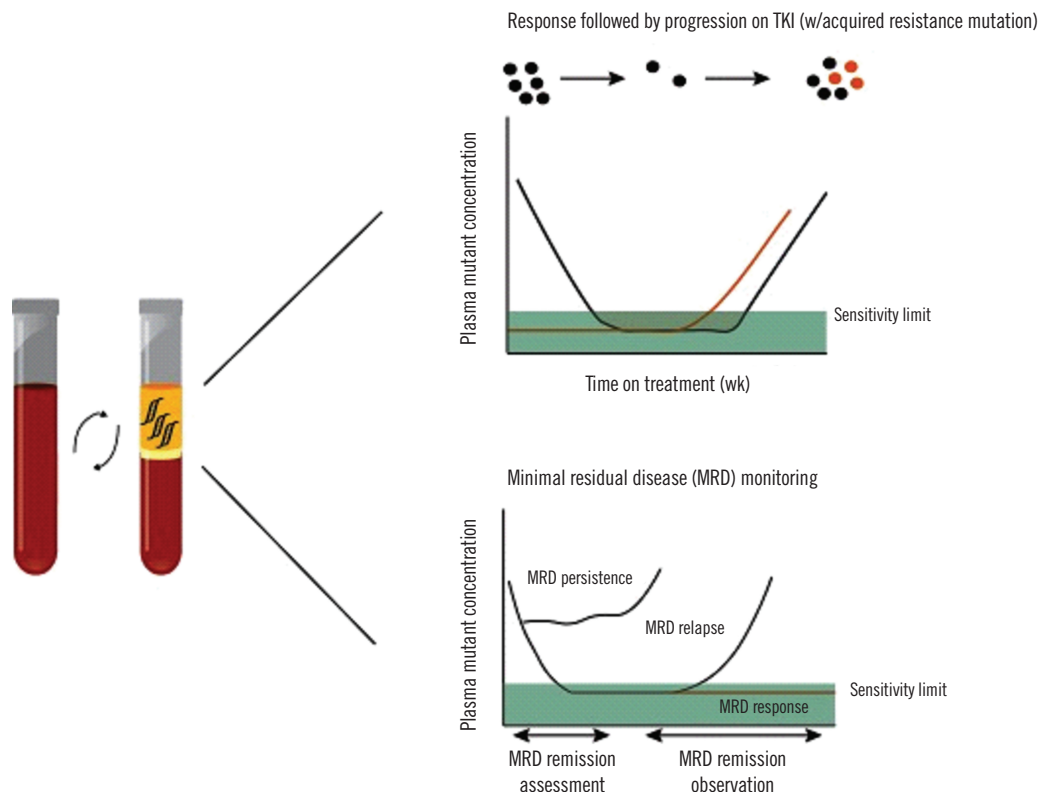 Response followed by progression on TKI (w/acquired resistance mutation)
Plasma mutant concentration
Sensitivity limit
Time on treatment (wk)
Minimal residual disease (MRD) monitoring
Plasma mutant concentration
MRD persistence
MRD relapse
Sensitivity limit
MRD response
MRD remission
assessment
MRD remission
observation